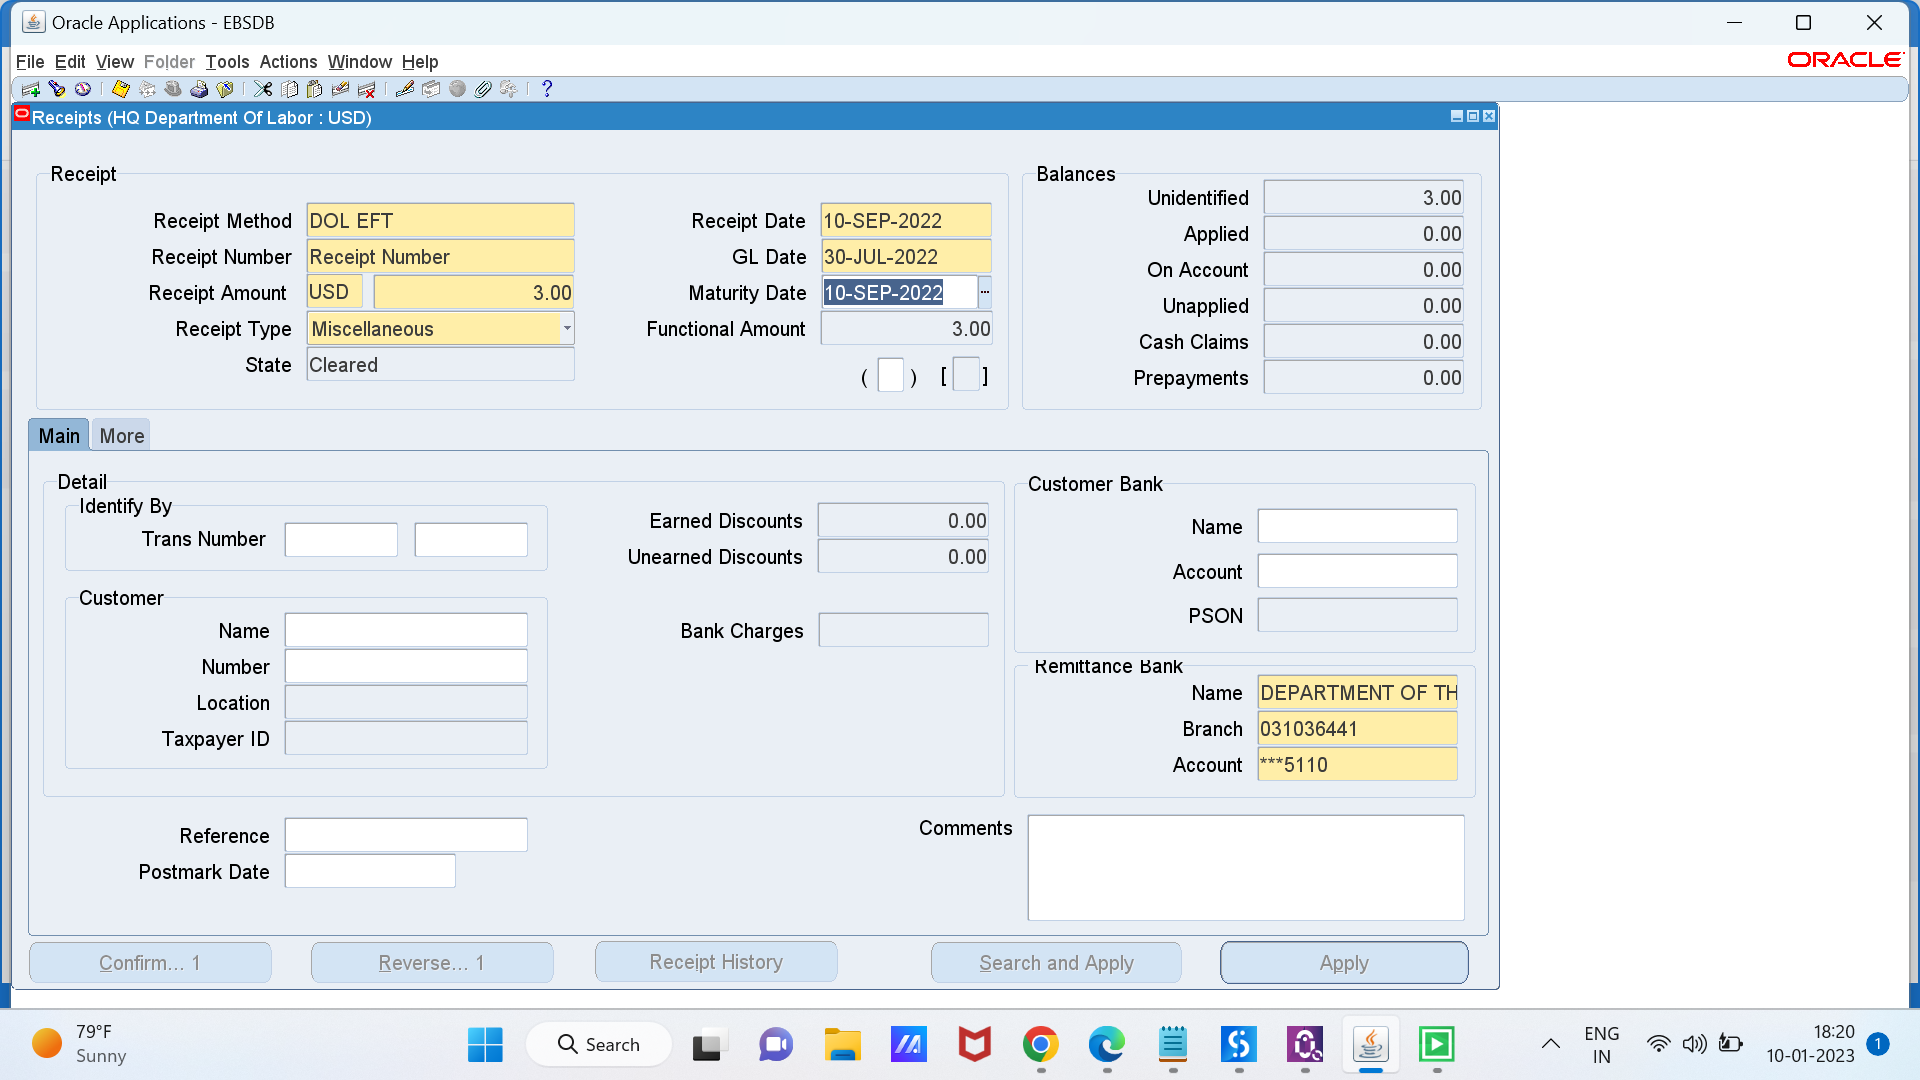 Oracle Applications - EBSDB
File Edit View Folder Tools Actions Window Help
ORACLE
Receipts (HQ Department Of Labor : USD)
Receipt
Receipt Method DOL EFT
Receipt Number Receipt Number
Receipt Amount USD 3.00
Receipt Type Miscellaneous
State Cleared
Receipt Date 10-SEP-2022
GL Date 30-JUL-2022
Maturity Date 10-SEP-2022
Functional Amount 3.00
( ) [ ]
Balances
Unidentified 3.00
Applied 0.00
On Account 0.00
Unapplied 0.00
Cash Claims 0.00
Prepayments 0.00
Main More
Detail
Identify By
Trans Number
Customer
Name
Number
Location
Taxpayer ID
Earned Discounts 0.00
Unearned Discounts 0.00
Bank Charges
Customer Bank
Name
Account
PSON
Remittance Bank
Name DEPARTMENT OF TH
Branch 031036441
Account ***5110
Reference
Postmark Date
Comments
Confirm... 1 Reverse... 1 Receipt History Search and Apply Apply
79°F
Sunny
Search
ENG
IN
18:20
10-01-2023
1